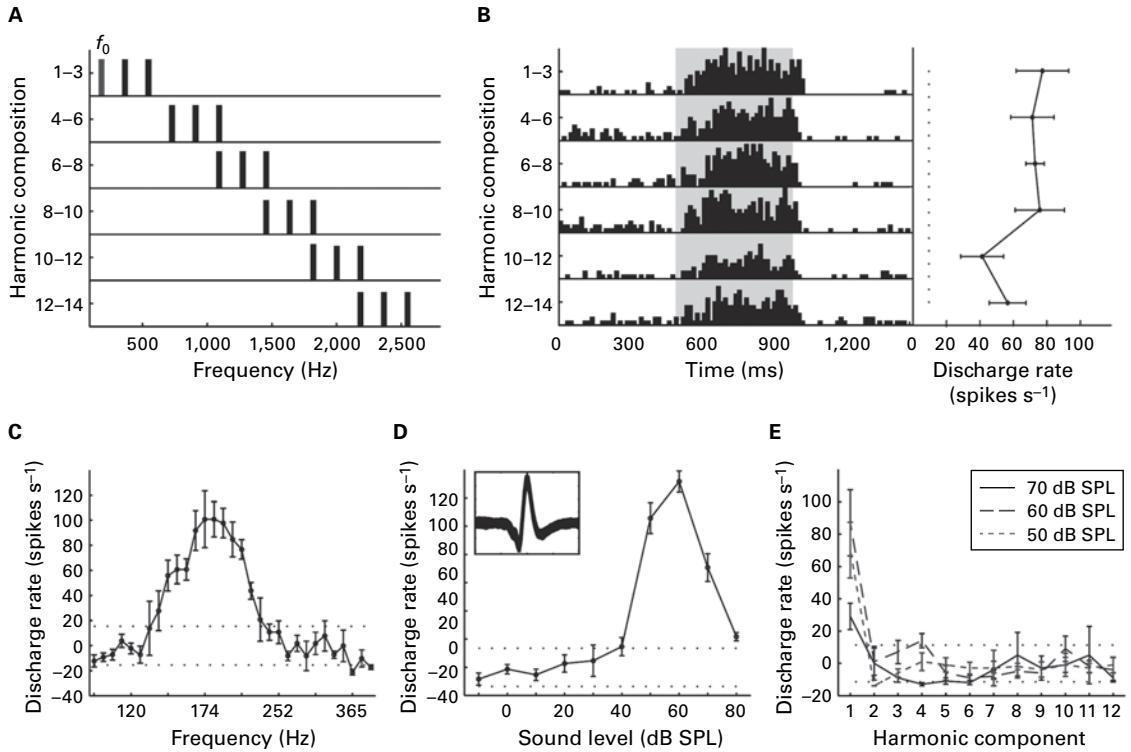 A
f0
Harmonic composition
1–3
4–6
6–8
8–10
10–12
12–14
500 1,000 1,500 2,000 2,500
Frequency (Hz)
B
Harmonic composition
1–3
4–6
6–8
8–10
10–12
12–14
0 300 600 900 1,200 0 20 40 60 80 100
Time (ms)
Discharge rate
(spikes s–1)
C
Discharge rate (spikes s–1)
120
100
80
60
40
20
0
–20
–40
120 174 252 365
Frequency (Hz)
D
Discharge rate (spikes s–1)
120
100
80
60
40
20
0
–20
–40
0 20 40 60 80
Sound level (dB SPL)
E
Discharge rate (spikes s–1)
100
80
60
40
20
0
–20
70 dB SPL
60 dB SPL
50 dB SPL
1 2 3 4 5 6 7 8 9 10 11 12
Harmonic component